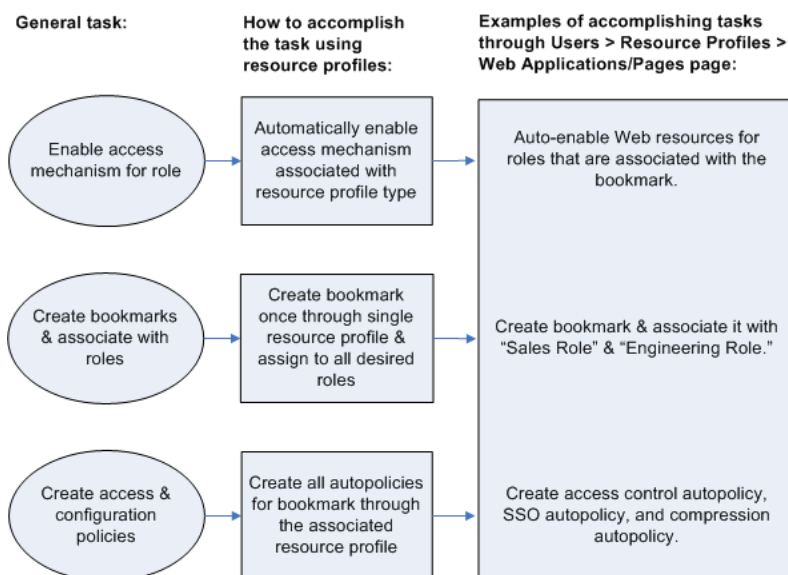 General task:
How to accomplish
the task using
resource profiles:
Examples of accomplishing tasks
through Users > Resource Profiles >
Web Applications/Pages page:
Enable access
mechanism for role
Automatically enable
access mechanism
associated with
resource profile type
Auto-enable Web resources for
roles that are associated with the
bookmark.
Create bookmarks
& associate with
roles
Create bookmark
once through single
resource profile &
assign to all desired
roles
Create bookmark & associate it with
“Sales Role” & “Engineering Role.”
Create access &
configuration
policies
Create all autopolicies
for bookmark through
the associated
resource profile
Create access control autopolicy,
SSO autopolicy, and compression
autopolicy.